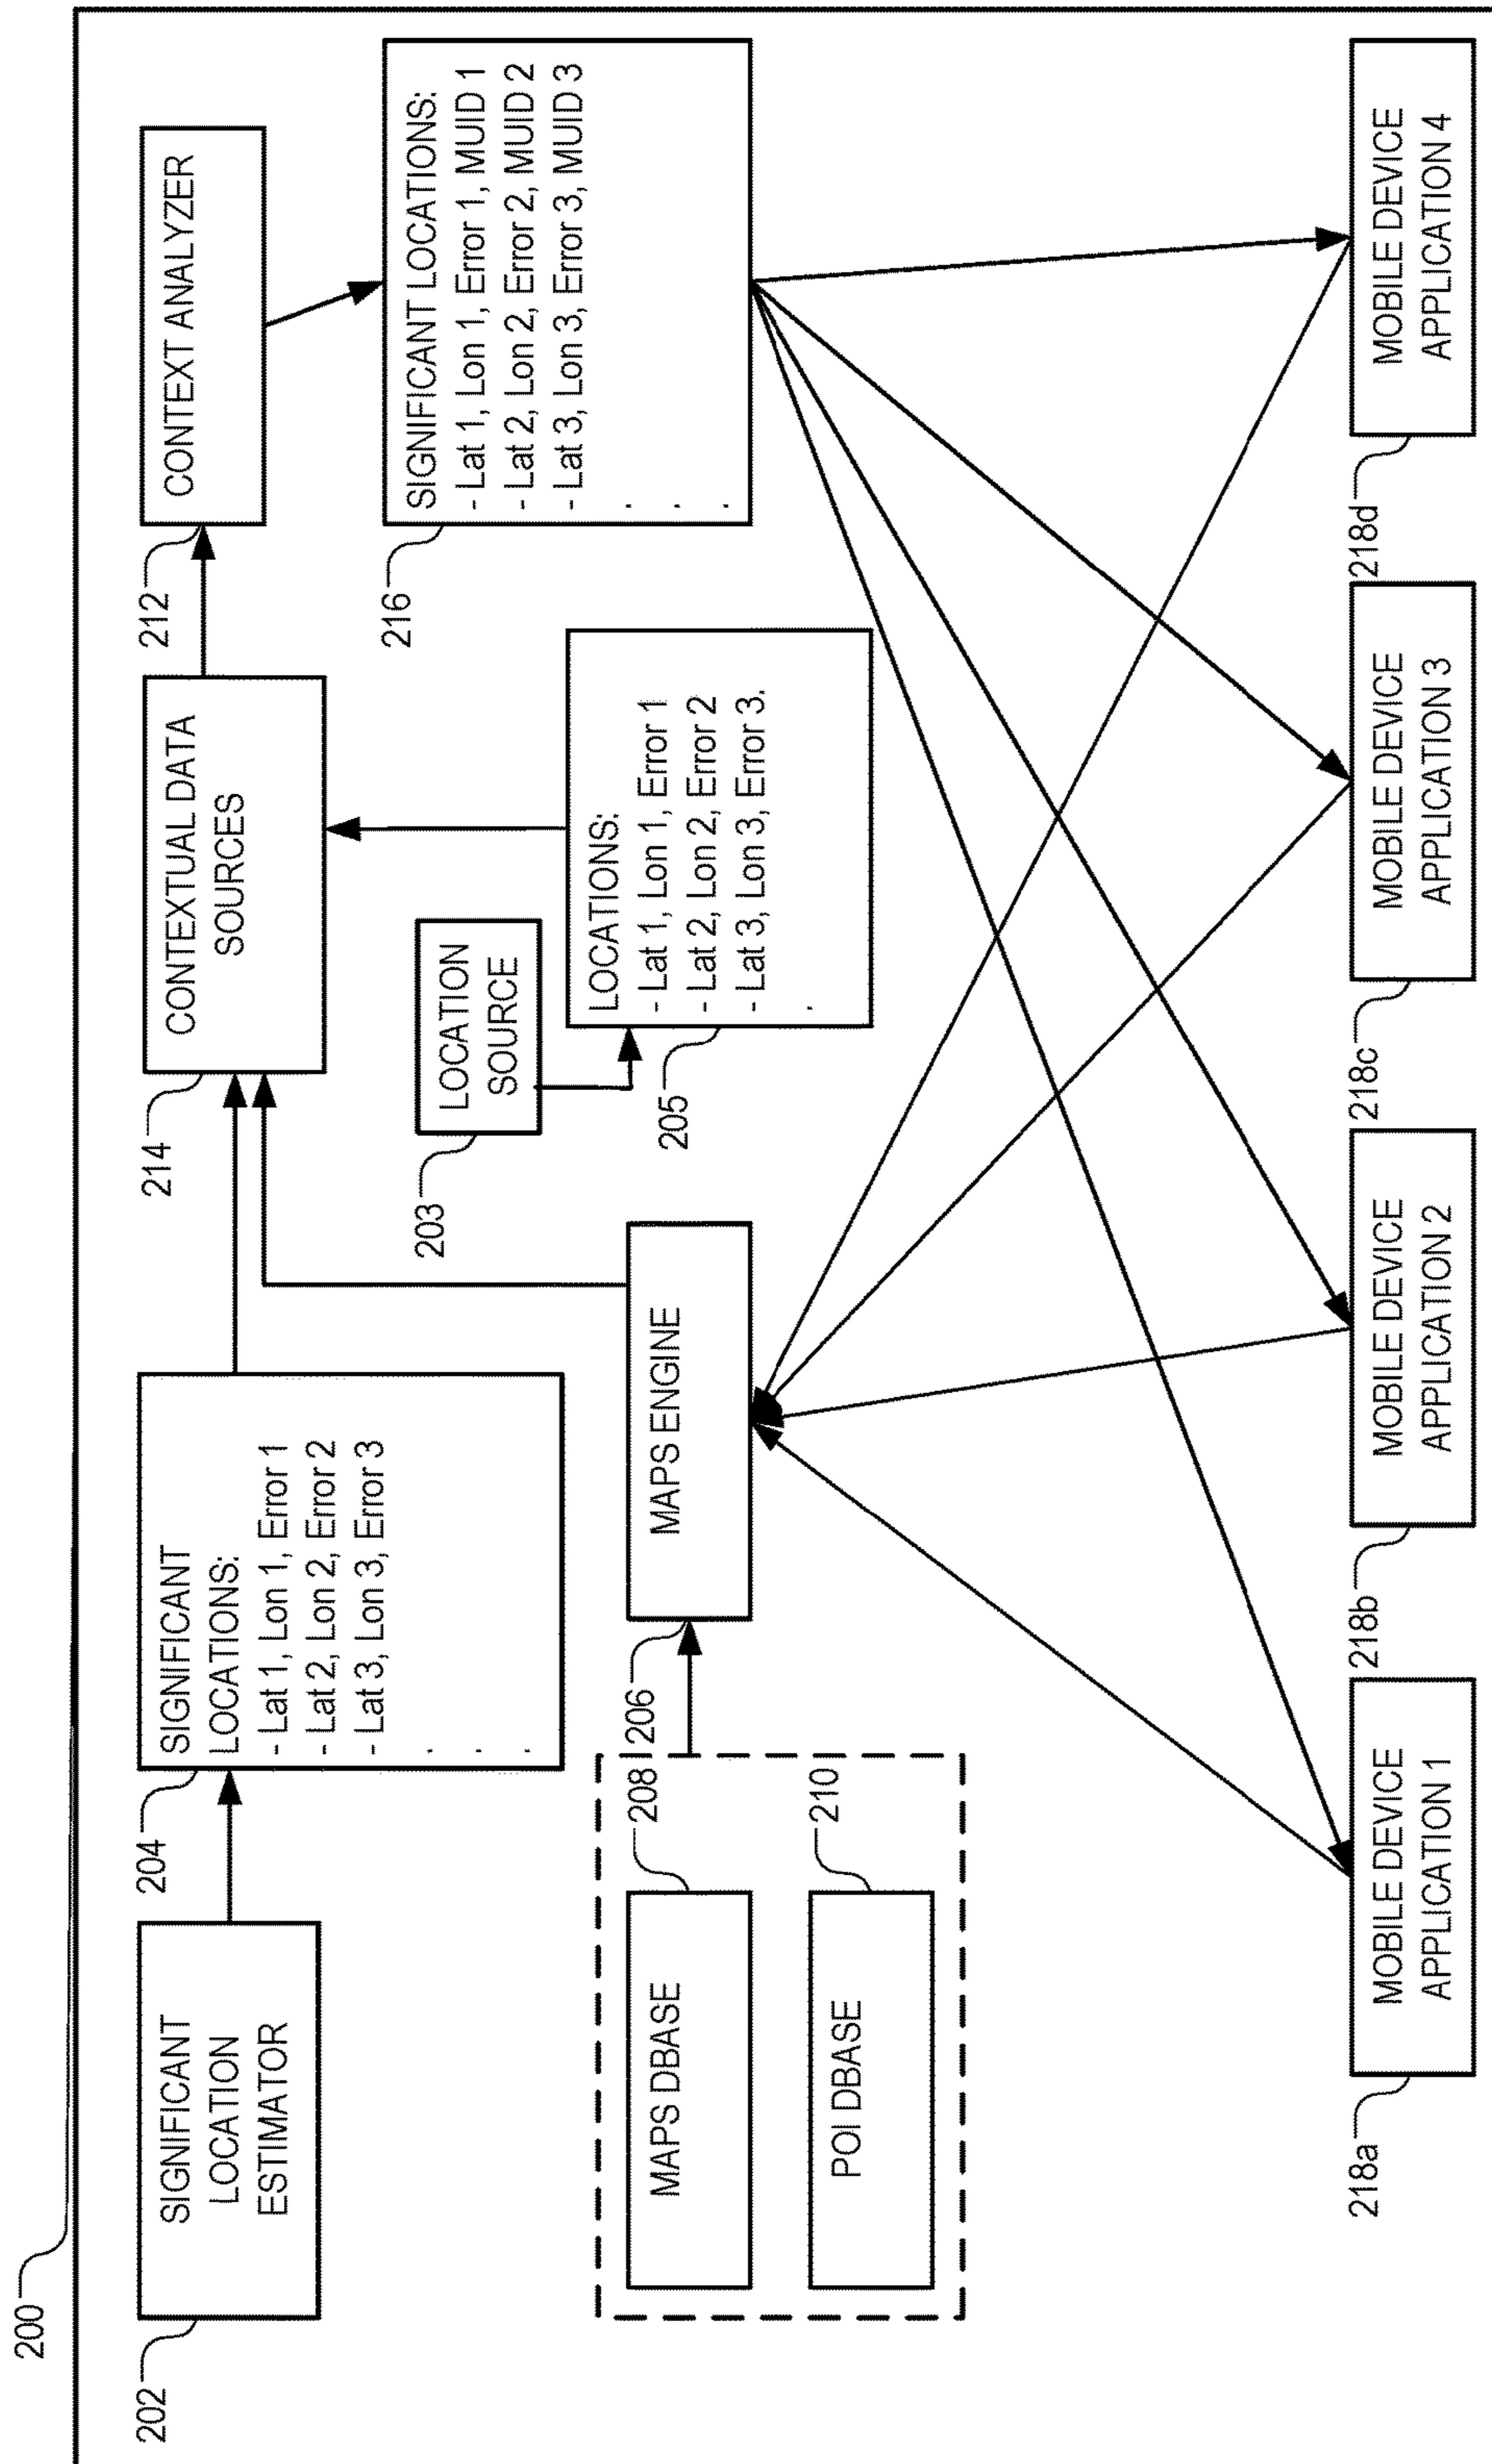 200
202
SIGNIFICANT
LOCATION
ESTIMATOR
204
SIGNIFICANT
LOCATIONS:
- Lat 1, Lon 1, Error 1
- Lat 2, Lon 2, Error 2
- Lat 3, Lon 3, Error 3
. . .
214
CONTEXTUAL DATA
SOURCES
212
CONTEXT ANALYZER
203
LOCATION
SOURCE
205
LOCATIONS:
- Lat 1, Lon 1, Error 1
- Lat 2, Lon 2, Error 2
- Lat 3, Lon 3, Error 3.
.
216
SIGNIFICANT LOCATIONS:
- Lat 1, Lon 1, Error 1, MUID 1
- Lat 2, Lon 2, Error 2, MUID 2
- Lat 3, Lon 3, Error 3, MUID 3
. . .
208
MAPS DBASE
210
POI DBASE
206
MAPS ENGINE
218a
MOBILE DEVICE
APPLICATION 1
218b
MOBILE DEVICE
APPLICATION 2
218c
MOBILE DEVICE
APPLICATION 3
218d
MOBILE DEVICE
APPLICATION 4